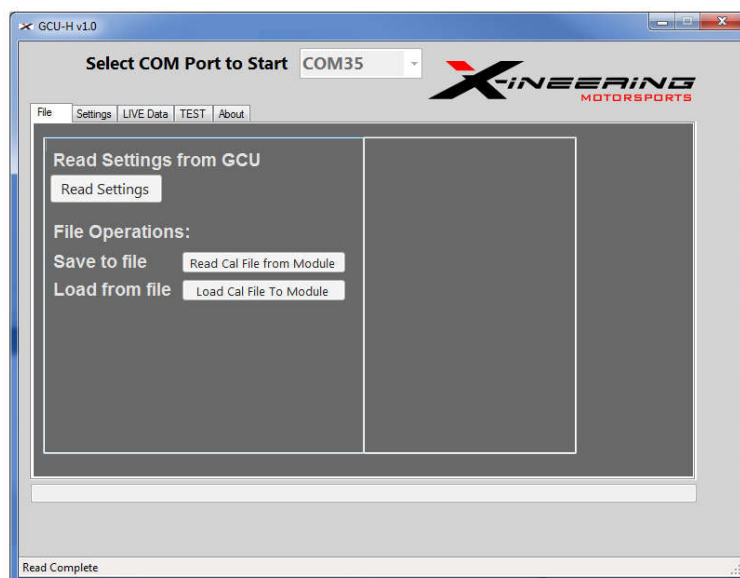 GCU-H v1.0
Select COM Port to Start COM35
X-iNEERiNG
MOTORSPORTS
File Settings LIVE Data TEST About
Read Settings from GCU
Read Settings
File Operations:
Save to file Read Cal File from Module
Load from file Load Cal File To Module
Read Complete